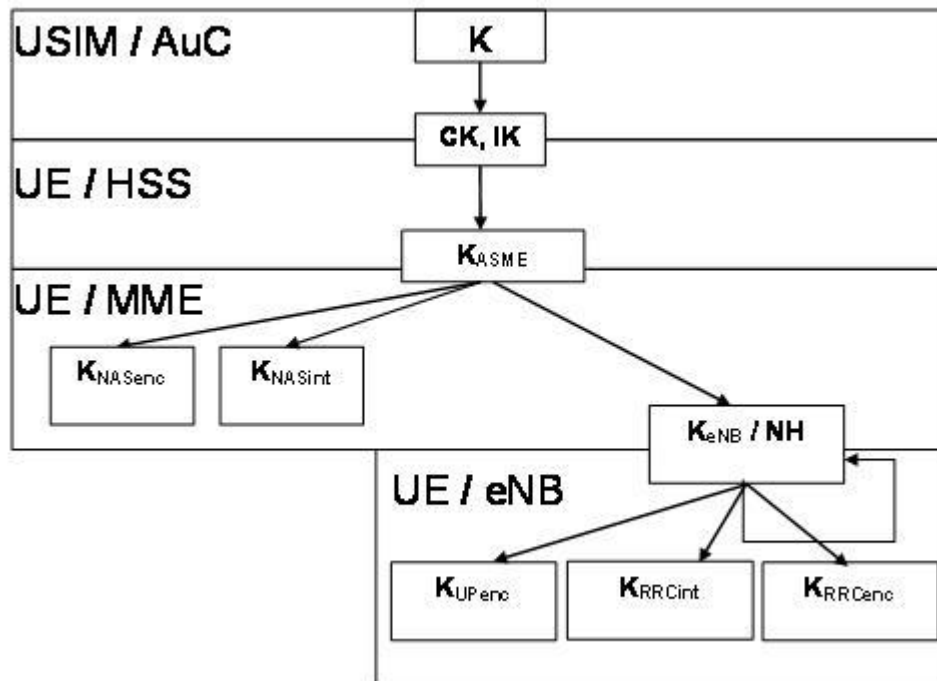 USIM / AuC
K
CK, IK
UE / HSS
KASME
UE / MME
KNASenc
KNASint
KeNB / NH
UE / eNB
KUPenc
KRRCint
KRRCenc